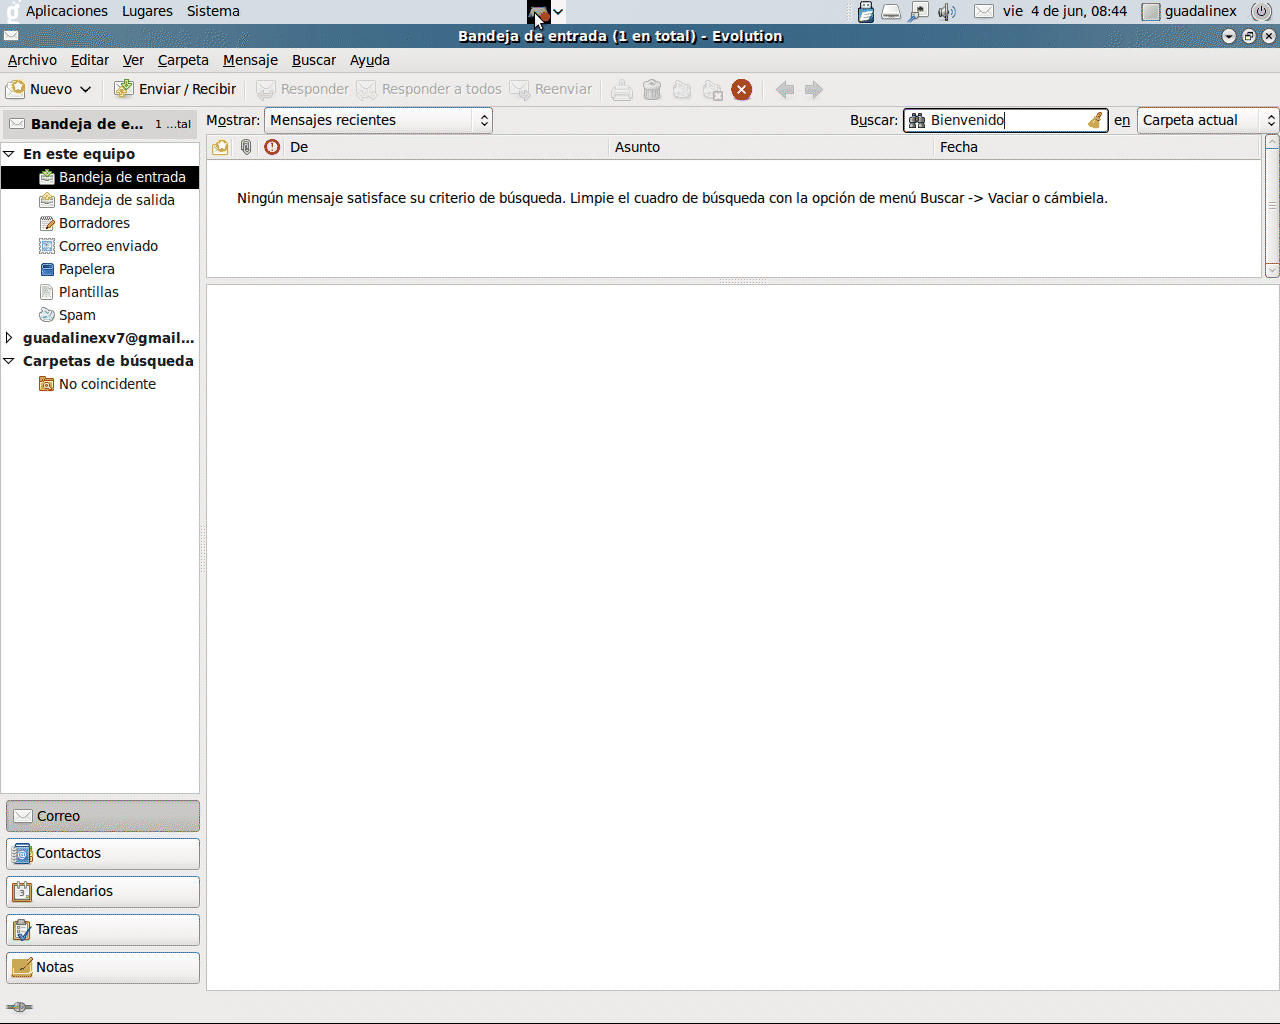 Aplicaciones Lugares Sistema vie 4 de jun, 08:44 guadalinex
Bandeja de entrada (1 en total) - Evolution
Archivo Editar Ver Carpeta Mensaje Buscar Ayuda
Nuevo Enviar / Recibir Responder Responder a todos Reenviar
Bandeja de e... 1 ...tal Mostrar: Mensajes recientes Buscar: Bienvenido en Carpeta actual
De Asunto Fecha
Ningún mensaje satisface su criterio de búsqueda. Limpie el cuadro de búsqueda con la opción de menú Buscar -> Vaciar o cámbiela.
En este equipo
Bandeja de entrada
Bandeja de salida
Borradores
Correo enviado
Papelera
Plantillas
Spam
guadalinexv7@gmail...
Carpetas de búsqueda
No coincidente
Correo
Contactos
Calendarios
Tareas
Notas